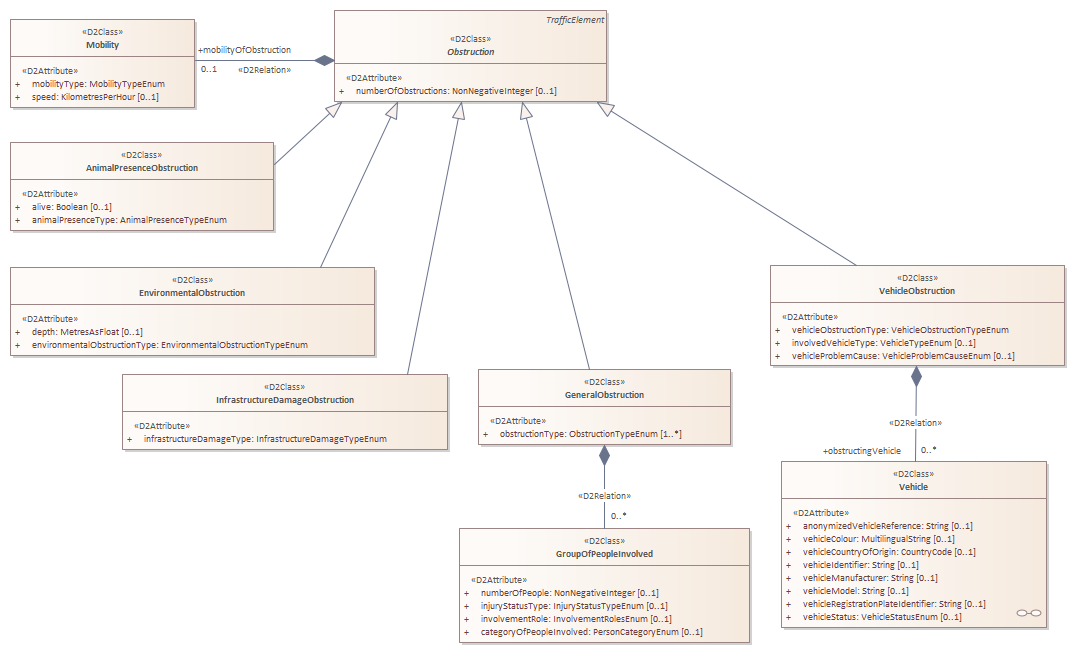 «D2Class»
Mobility
«D2Attribute»
+ mobilityType: MobilityTypeEnum
+ speed: KilometresPerHour [0..1]
+mobilityOfObstruction
0..1 «D2Relation»
TrafficElement
«D2Class»
Obstruction
«D2Attribute»
+ numberOfObstructions: NonNegativeInteger [0..1]
«D2Class»
AnimalPresenceObstruction
«D2Attribute»
+ alive: Boolean [0..1]
+ animalPresenceType: AnimalPresenceTypeEnum
«D2Class»
EnvironmentalObstruction
«D2Attribute»
+ depth: MetresAsFloat [0..1]
+ environmentalObstructionType: EnvironmentalObstructionTypeEnum
«D2Class»
InfrastructureDamageObstruction
«D2Attribute»
+ infrastructureDamageType: InfrastructureDamageTypeEnum
«D2Class»
GeneralObstruction
«D2Attribute»
+ obstructionType: ObstructionTypeEnum [1..*]
«D2Relation»
0..*
«D2Class»
GroupOfPeopleInvolved
«D2Attribute»
+ numberOfPeople: NonNegativeInteger [0..1]
+ injuryStatusType: InjuryStatusTypeEnum [0..1]
+ involvementRole: InvolvementRolesEnum [0..1]
+ categoryOfPeopleInvolved: PersonCategoryEnum [0..1]
«D2Class»
VehicleObstruction
«D2Attribute»
+ vehicleObstructionType: VehicleObstructionTypeEnum
+ involvedVehicleType: VehicleTypeEnum [0..1]
+ vehicleProblemCause: VehicleProblemCauseEnum [0..1]
«D2Relation»
+obstructingVehicle 0..*
«D2Class»
Vehicle
«D2Attribute»
+ anonymizedVehicleReference: String [0..1]
+ vehicleColour: MultilingualString [0..1]
+ vehicleCountryOfOrigin: CountryCode [0..1]
+ vehicleIdentifier: String [0..1]
+ vehicleManufacturer: String [0..1]
+ vehicleModel: String [0..1]
+ vehicleRegistrationPlateIdentifier: String [0..1]
+ vehicleStatus: VehicleStatusEnum [0..1]